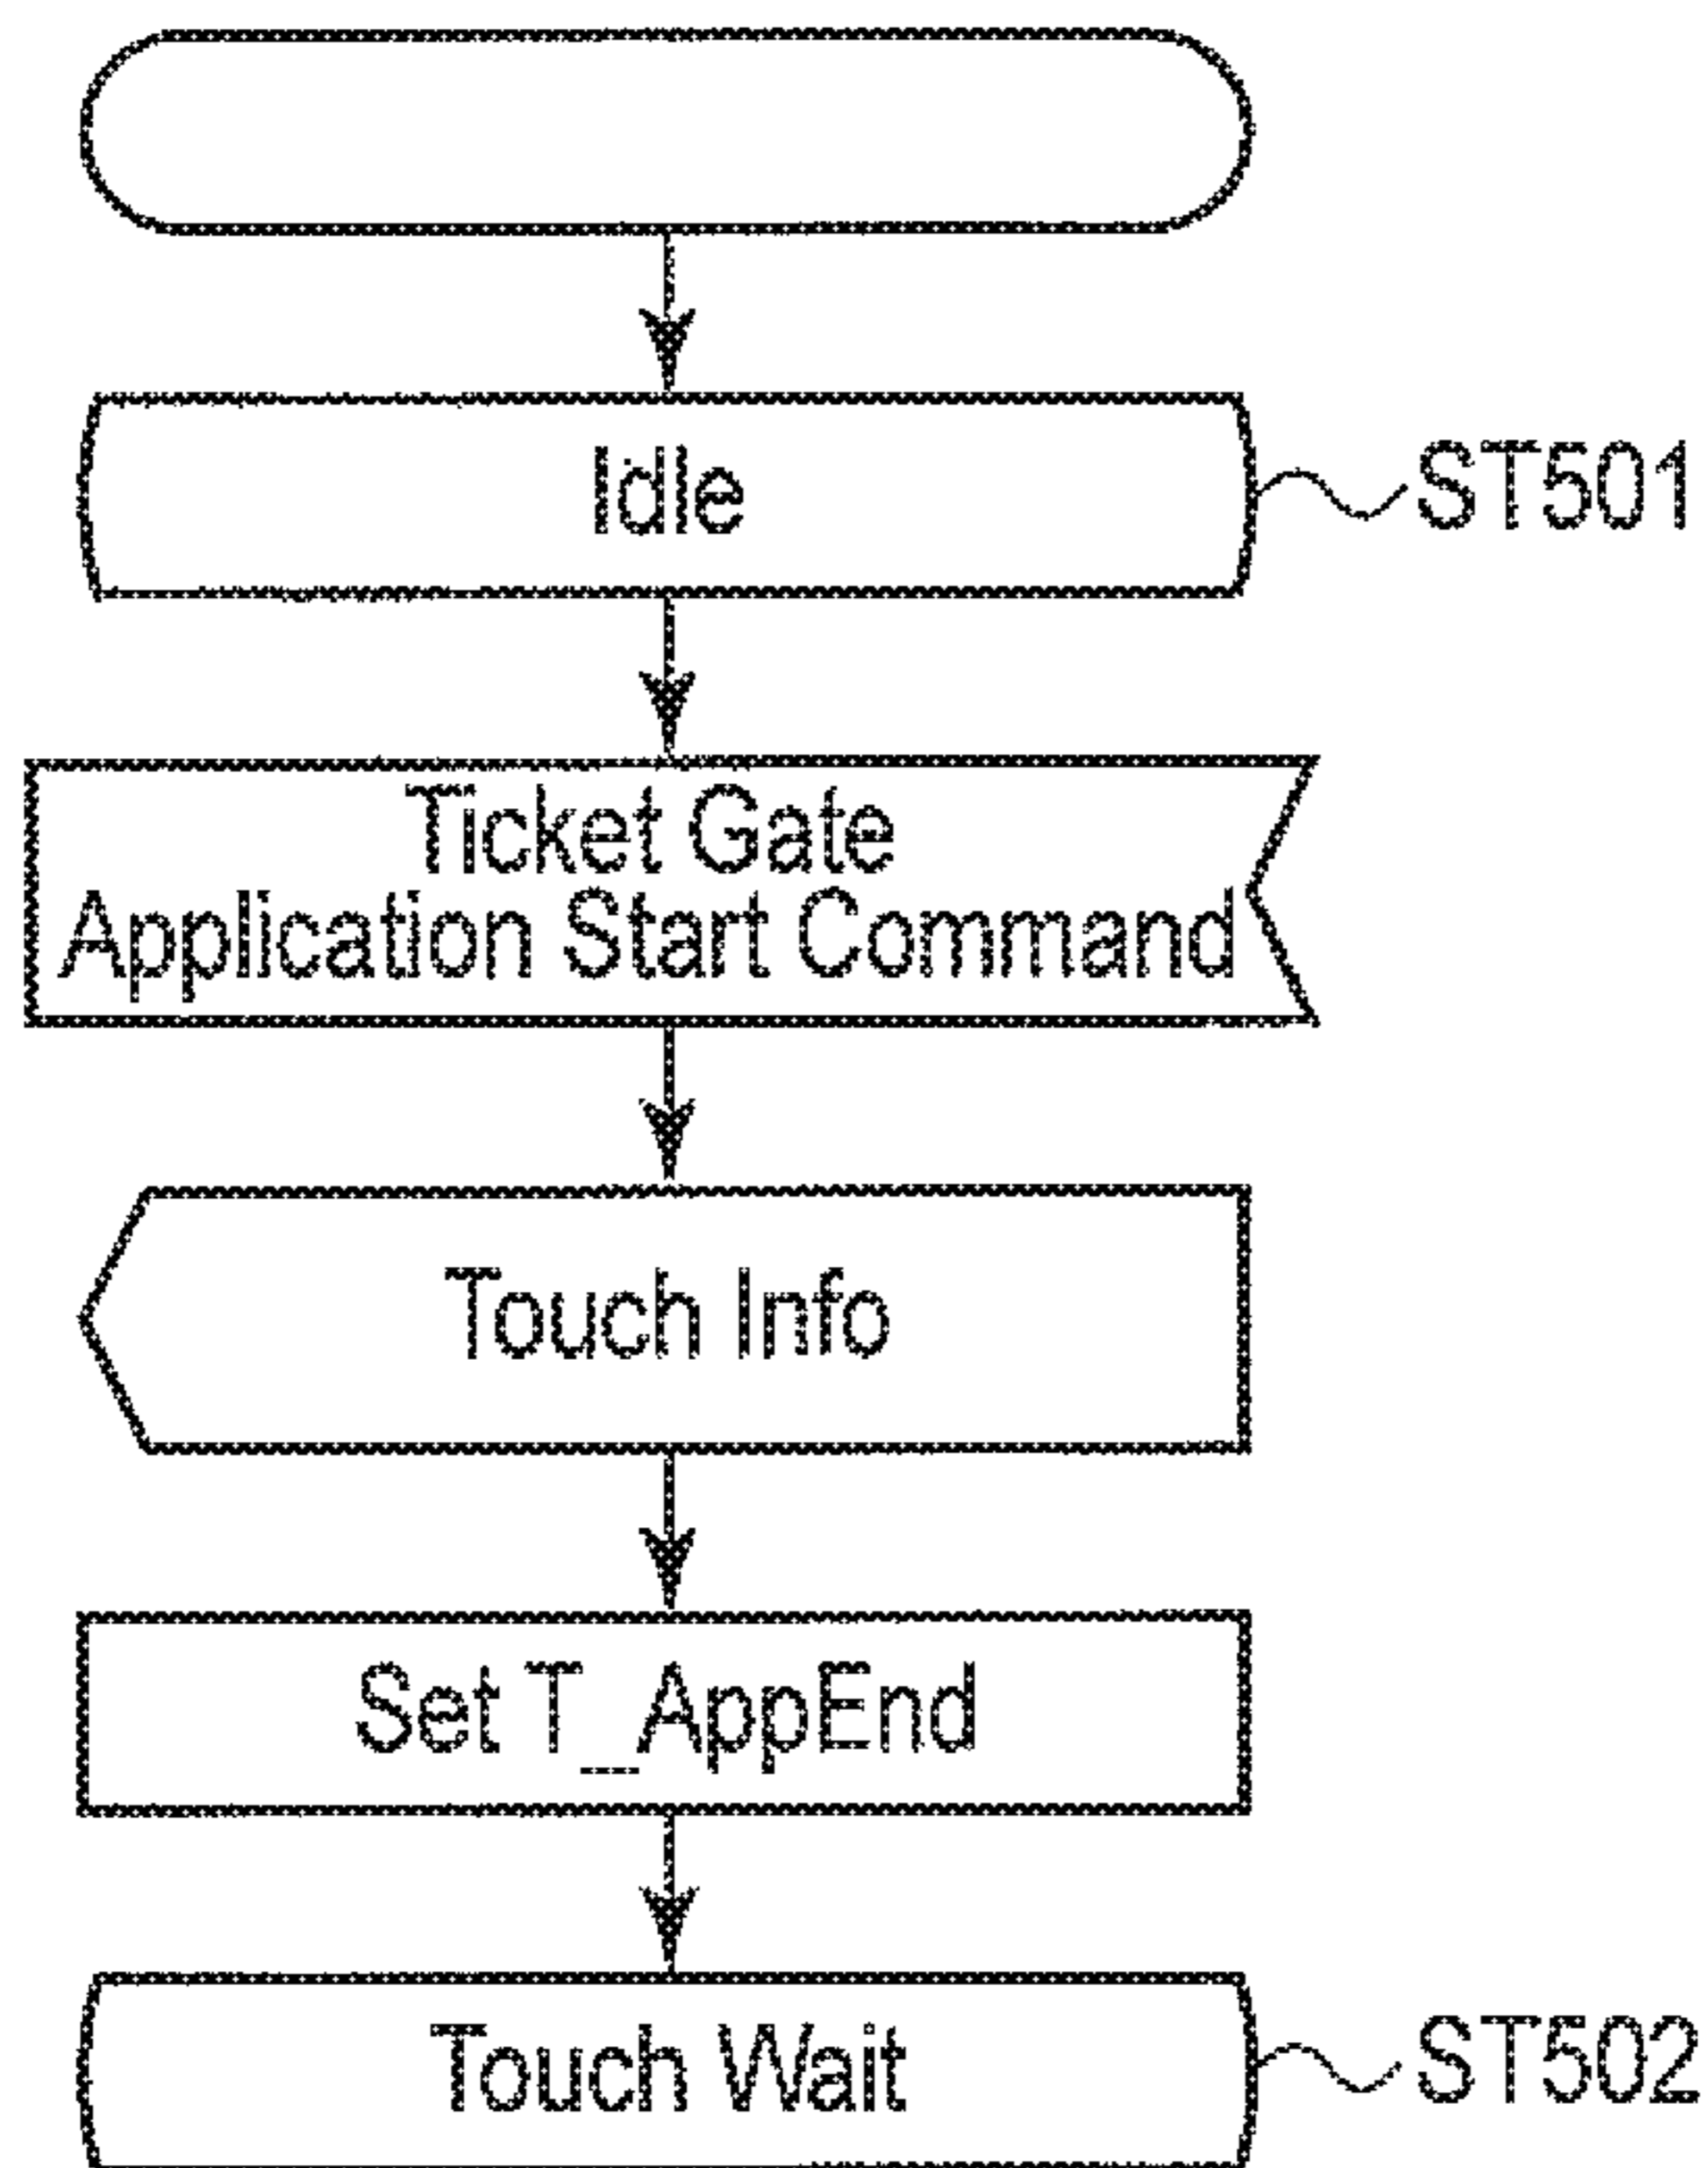 Idle
ST501
Ticket Gate
Application Start Command
Touch Info
Set T_AppEnd
Touch Wait
ST502